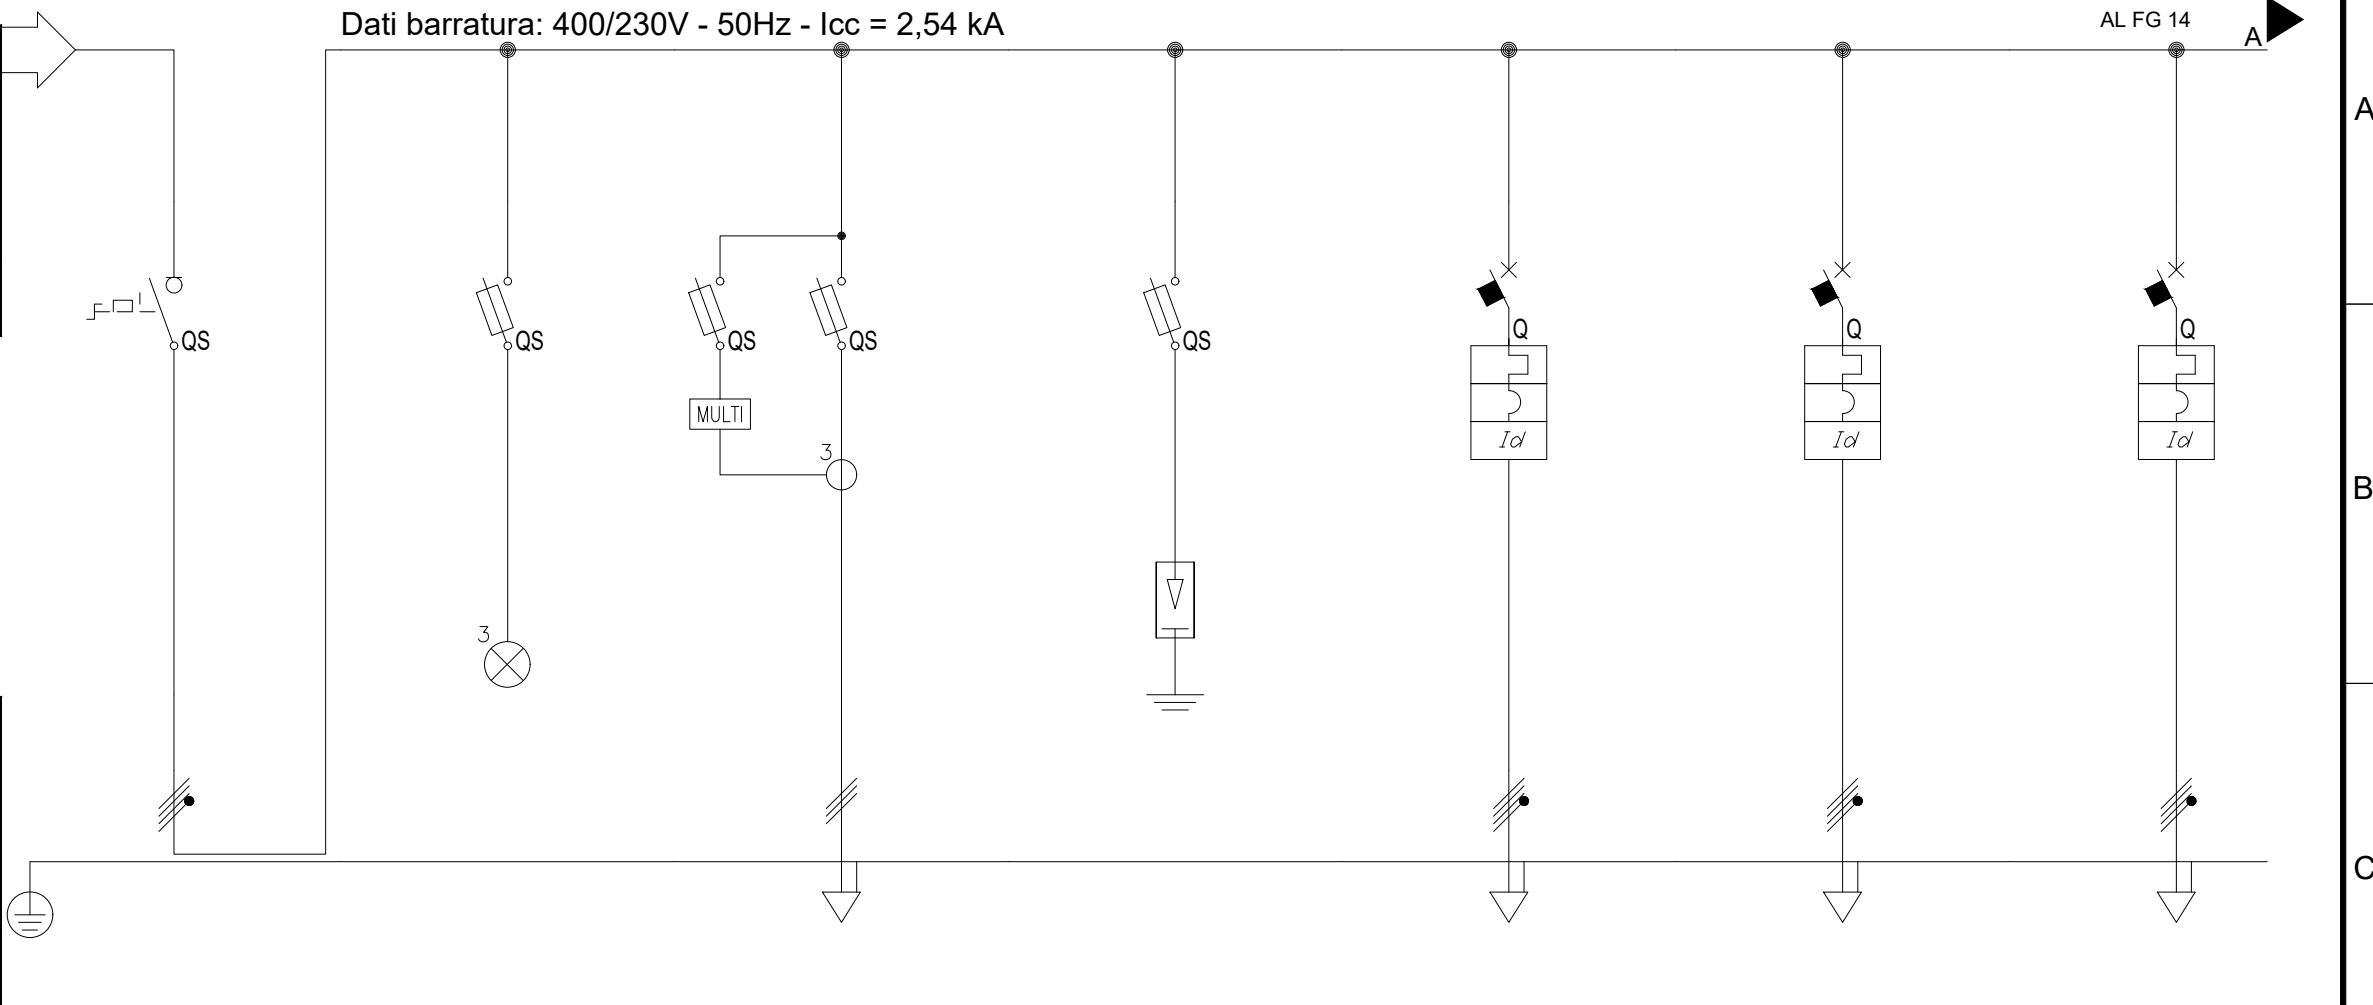 Dati barratura: 400/230V - 50Hz - Icc = 2,54 kA
AL FG 14
A
A
QS
QS
QS
QS
QS
Q
Q
Q
MULTI
3
Id
Id
Id
B
3
C